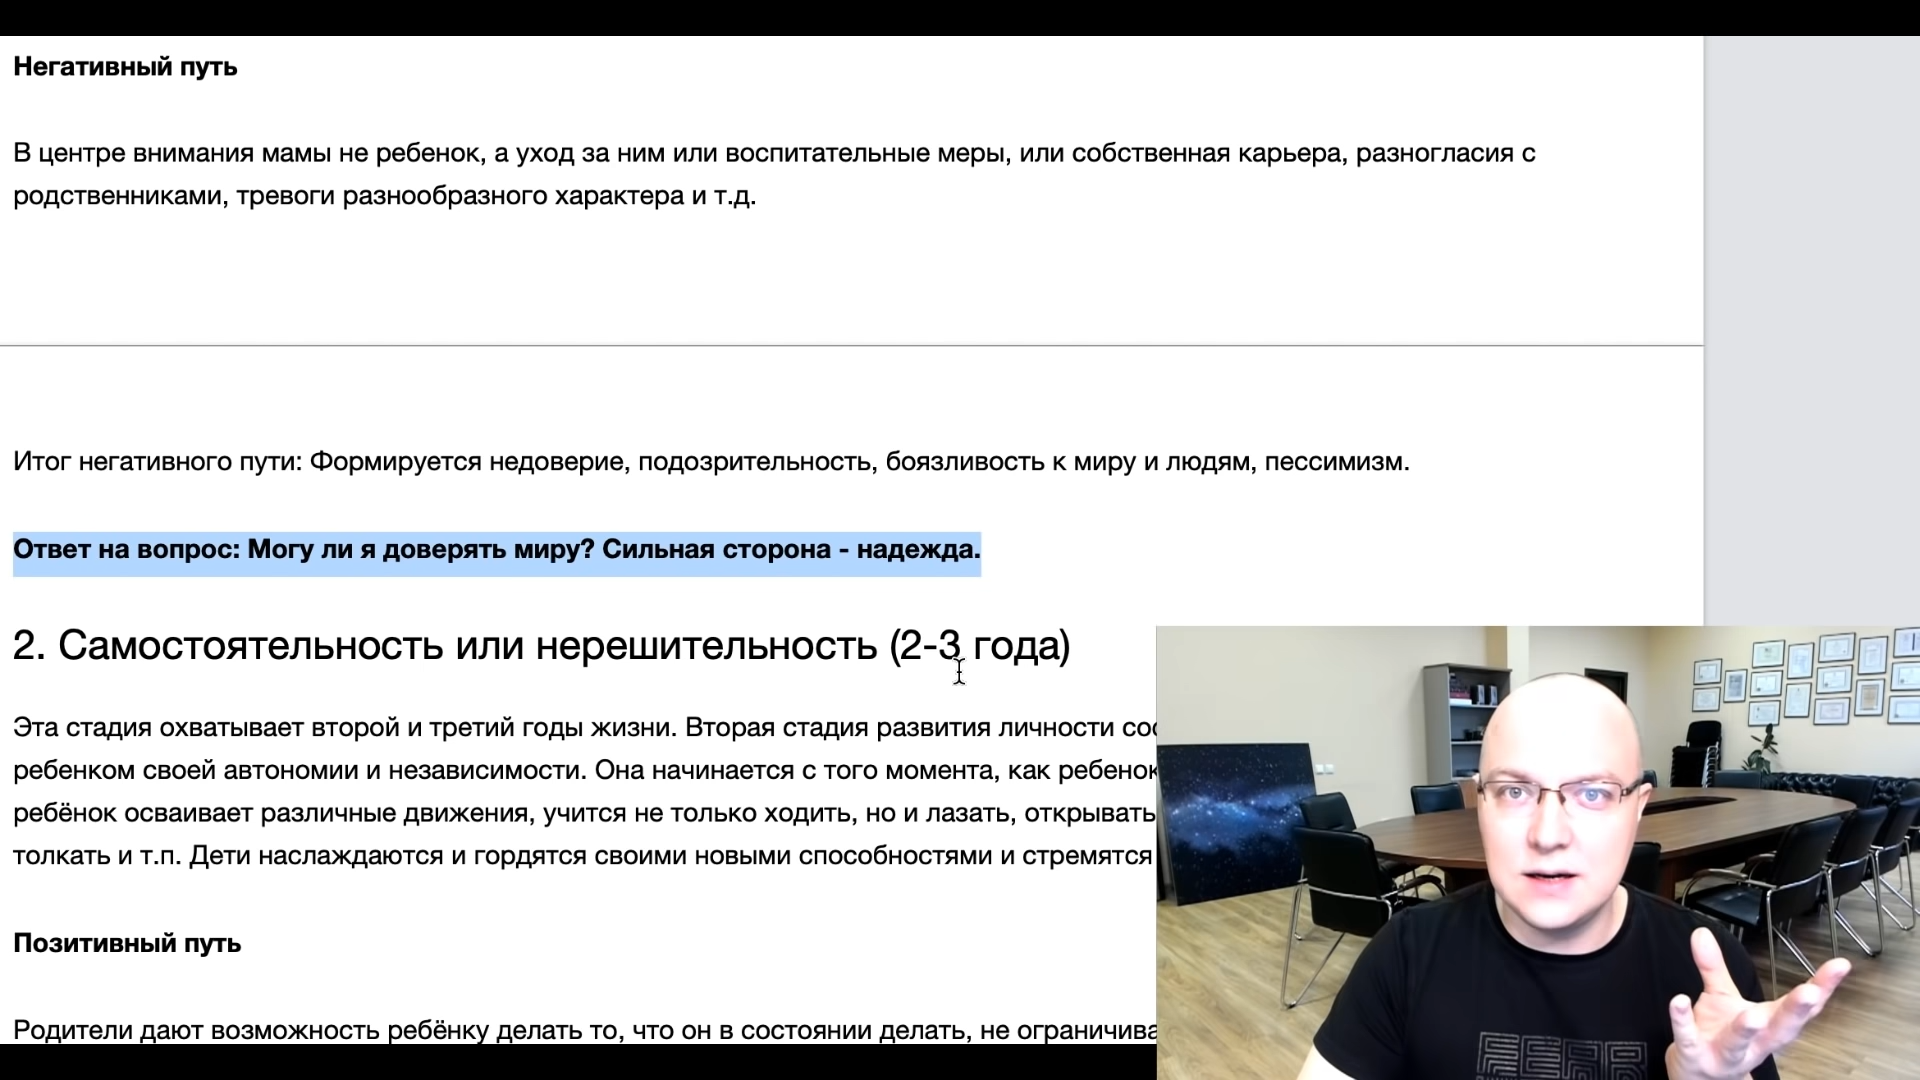 Негативный путь
В центре внимания мамы не ребенок, а уход за ним или воспитательные меры, или собственная карьера, разногласия с
родственниками, тревоги разнообразного характера и т.д.
Итог негативного пути: Формируется недоверие, подозрительность, боязливость к миру и людям, пессимизм.
Ответ на вопрос: Могу ли я доверять миру? Сильная сторона - надежда.
2. Самостоятельность или нерешительность (2-3 года)
Эта стадия охватывает второй и третий годы жизни. Вторая стадия развития личности
ребенком своей автономии и независимости. Она начинается с того момента, как ребенок
ребёнок осваивает различные движения, учится не только ходить, но и лазать, открывать
толкать и т.п. Дети наслаждаются и гордятся своими новыми способностями и стремятся
Позитивный путь
Родители дают возможность ребёнку делать то, что он в состоянии делать, не
FEAR